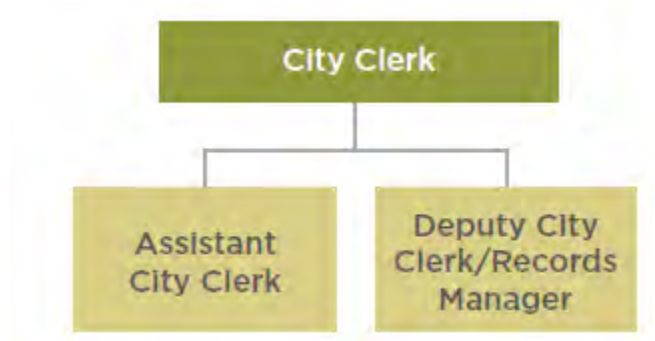 City Clerk
Assistant
City Clerk
Deputy City
Clerk/Records
Manager